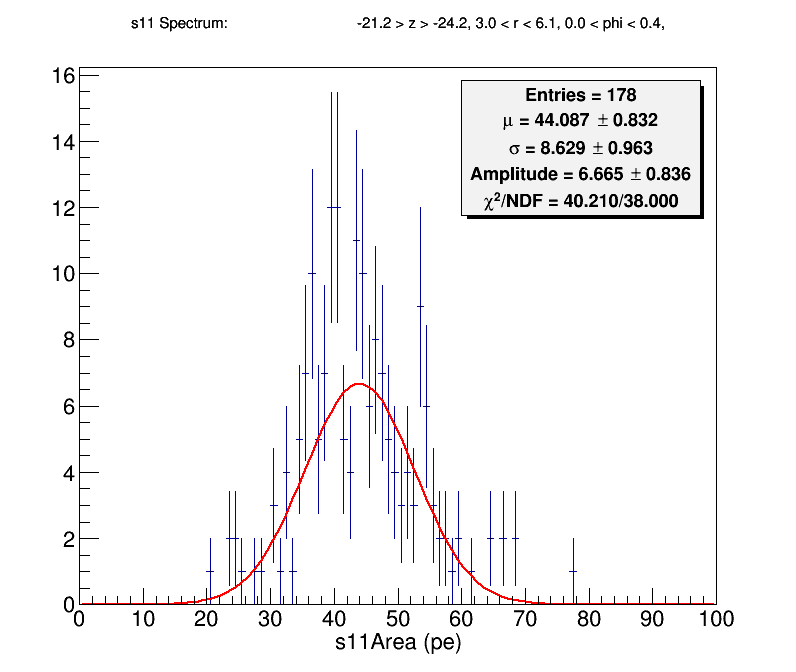 s11 Spectrum: -21.2 > z > -24.2, 3.0 < r < 6.1, 0.0 < phi < 0.4,
Entries = 178
μ = 44.087 ± 0.832
σ = 8.629 ± 0.963
Amplitude = 6.665 ± 0.836
χ²/NDF = 40.210/38.000
16
14
12
10
8
6
4
2
0
0 10 20 30 40 50 60 70 80 90 100
s11Area (pe)